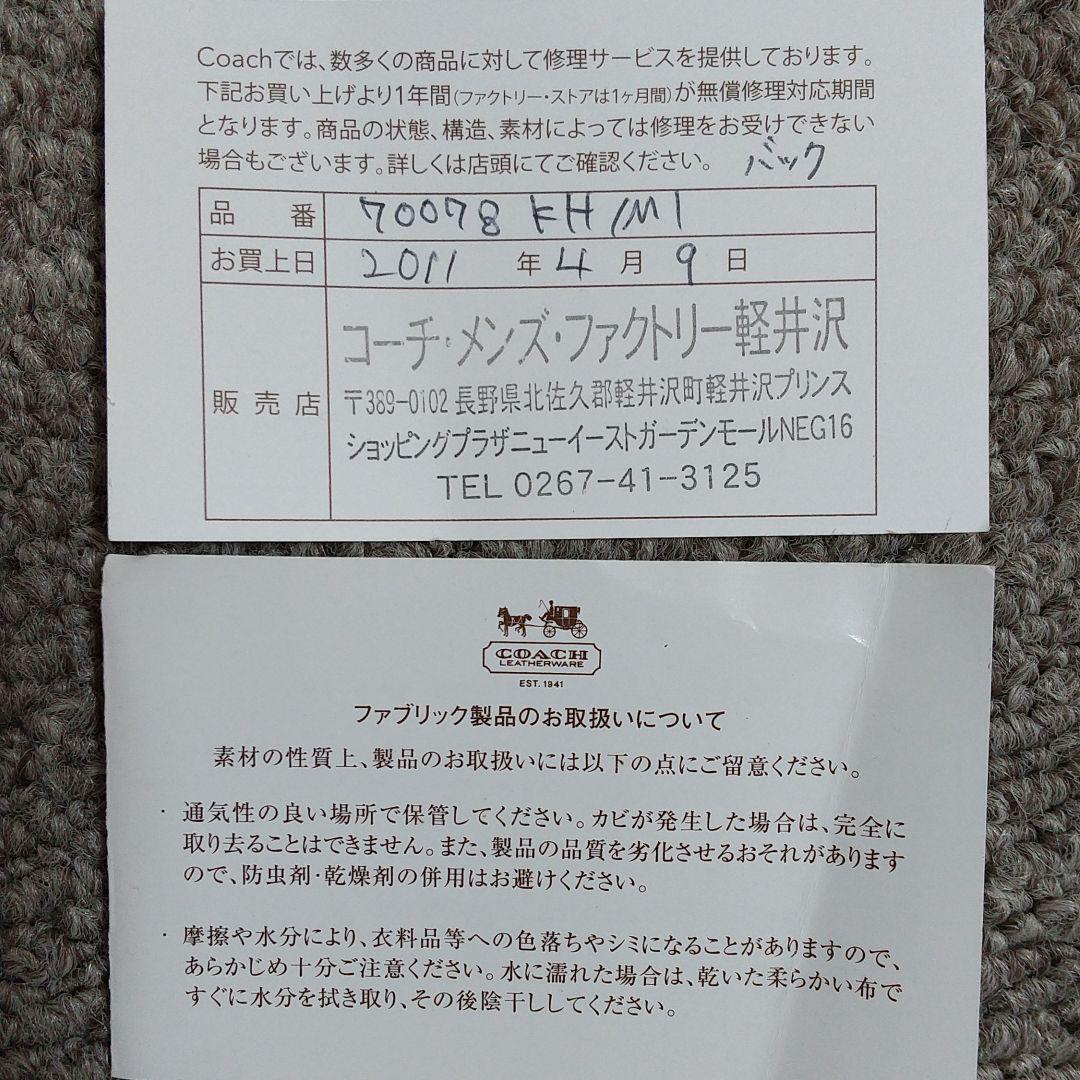 Coachでは、数多くの商品に対して修理サービスを提供しております。
下記お買い上げより1年間(ファクトリー・ストアは1ヶ月間)が無償修理対応期間
となります。商品の状態、構造、素材によっては修理をお受けできない
場合もございます。詳しくは店頭にてご確認ください。 バック
品 番 70078 KH/M1
お買上日 2011 年 4 月 9 日
販売店
コーチ・メンズ・ファクトリー軽井沢
〒389-0102 長野県北佐久郡軽井沢町軽井沢プリンス
ショッピングプラザニューイーストガーデンモールNEG16
TEL 0267-41-3125
COACH
LEATHERWARE
EST. 1941
ファブリック製品のお取扱いについて
素材の性質上、製品のお取扱いには以下の点にご留意ください。
・ 通気性の良い場所で保管してください。カビが発生した場合は、完全に
取り去ることはできません。また、製品の品質を劣化させるおそれがあります
ので、防虫剤・乾燥剤の併用はお避けください。
・ 摩擦や水分により、衣料品等への色落ちやシミになることがありますので、
あらかじめ十分ご注意ください。水に濡れた場合は、乾いた柔らかい布で
すぐに水分を拭き取り、その後陰干ししてください。